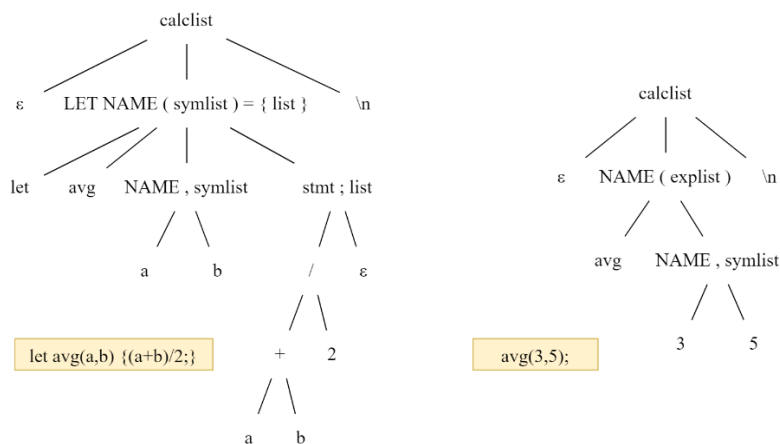 calclist
ε LET NAME ( symlist ) = { list } \n
let avg NAME , symlist stmt ; list
a b / ε
let avg(a,b) {(a+b)/2;} + 2
a b
calclist
ε NAME ( explist ) \n
avg NAME , symlist
3 5
avg(3,5);